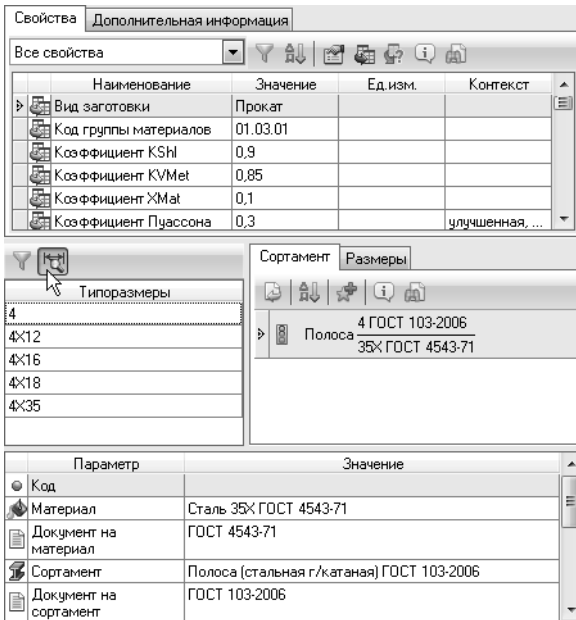 Свойства Дополнительная информация
Все свойства
Наименование Значение Ед.изм. Контекст
Вид заготовки Прокат
Код группы материалов 01.03.01
Коэффициент KShl 0,9
Коэффициент KVMet 0,85
Коэффициент XMat 0,1
Коэффициент Пуассона 0,3 улучшенная, ...
Сортамент Размеры
Типоразмеры
4
4X12
4X16
4X18
4X35
Полоса 4 ГОСТ 103-2006
35Х ГОСТ 4543-71
Параметр Значение
Код
Материал Сталь 35Х ГОСТ 4543-71
Документ на ГОСТ 4543-71
материал
Сортамент Полоса (стальная г/катаная) ГОСТ 103-2006
Документ на ГОСТ 103-2006
сортамент